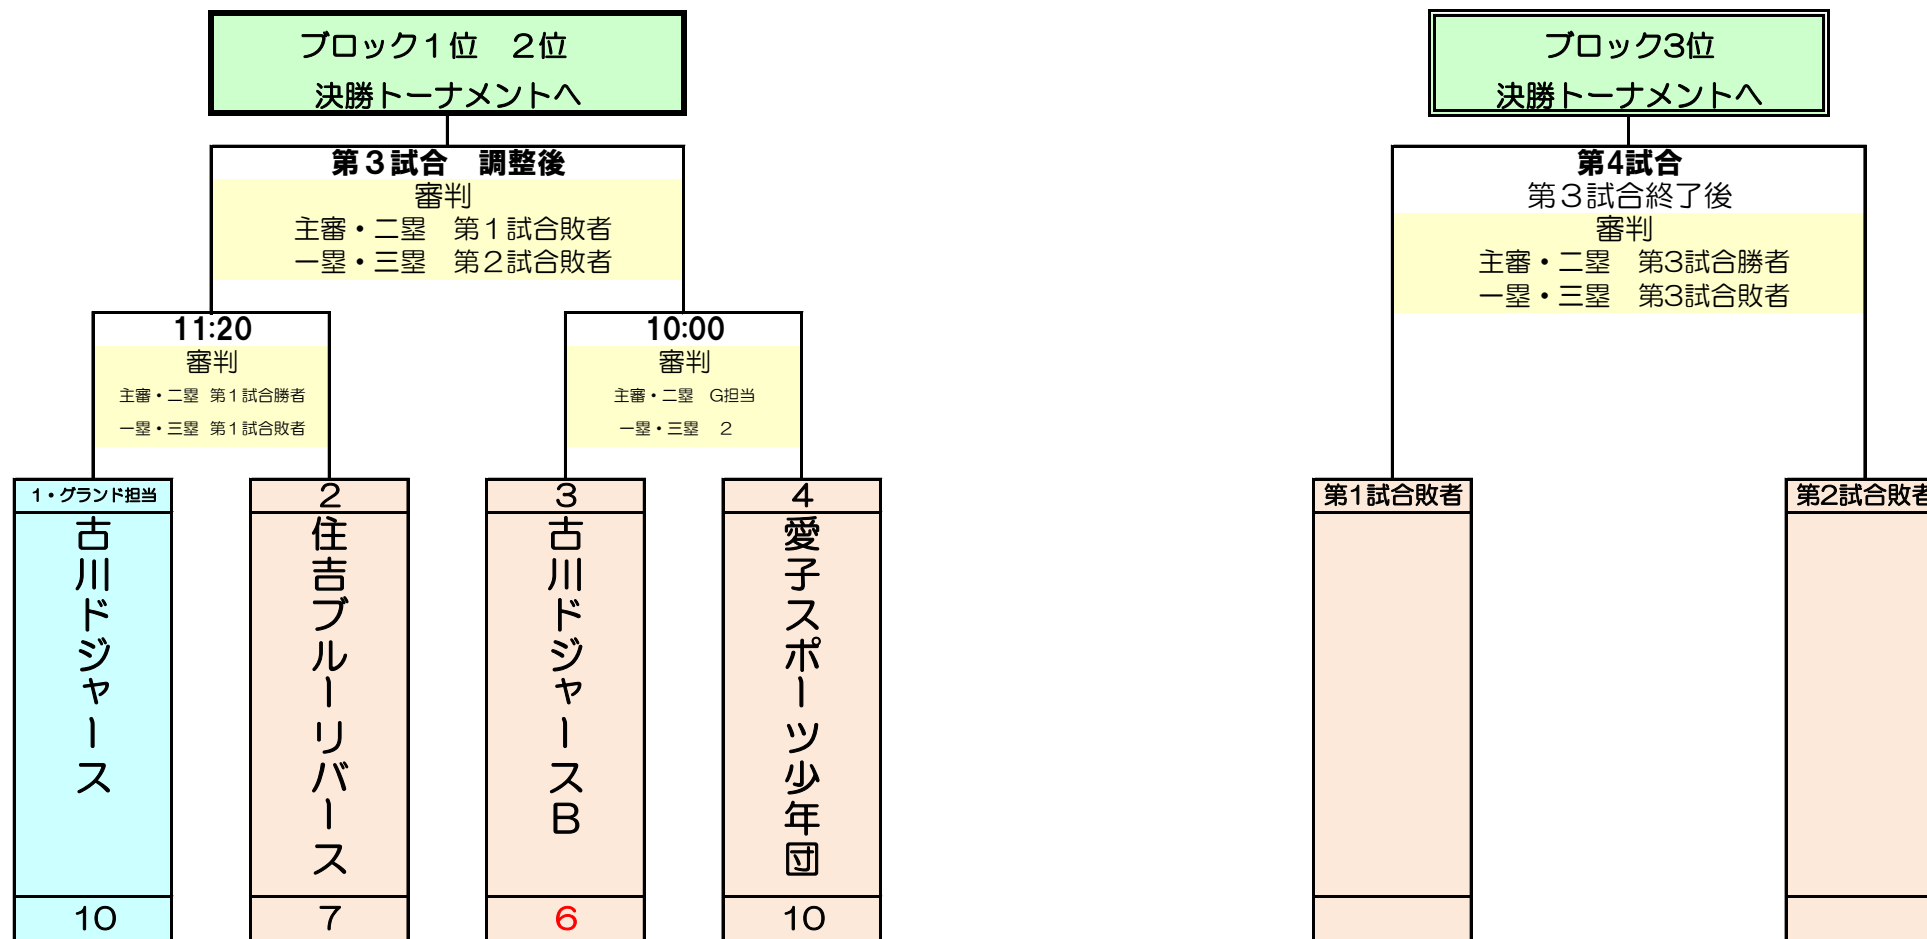 ブロック１位　２位
決勝トーナメントへ
第３試合　調整後
審判
主審・二塁　第１試合敗者
一塁・三塁　第２試合敗者
11:20
審判
主審・二塁 第１試合勝者
一塁・三塁 第１試合敗者
10:00
審判
主審・二塁　G担当
一塁・三塁　２
1・グランド担当
古川ドジャース
10
2
住吉ブルーリバース
7
3
古川ドジャースB
6
4
愛子スポーツ少年団
10
ブロック3位
決勝トーナメントへ
第4試合
第３試合終了後
審判
主審・二塁　第3試合勝者
一塁・三塁　第3試合敗者
第1試合敗者
第2試合敗者